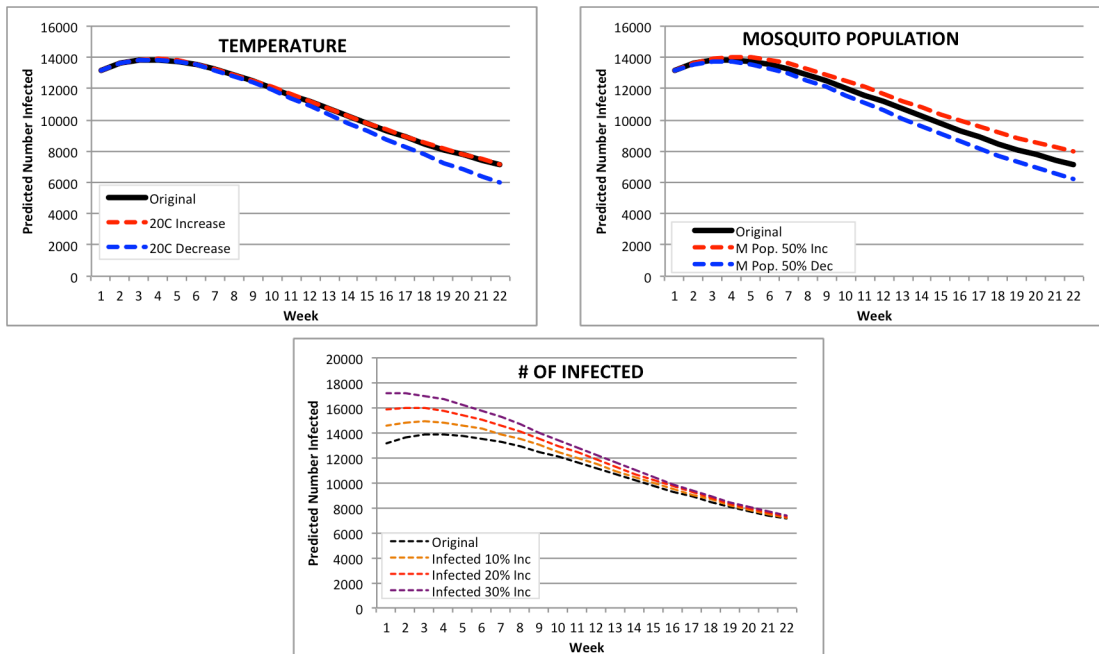 TEMPERATURE
Predicted Number Infected
16000
14000
12000
10000
8000
6000
4000
2000
0
Original
20C Increase
20C Decrease
1 2 3 4 5 6 7 8 9 10 11 12 13 14 15 16 17 18 19 20 21 22
Week
MOSQUITO POPULATION
Predicted Number Infected
16000
14000
12000
10000
8000
6000
4000
2000
0
Original
M Pop. 50% Inc
M Pop. 50% Dec
1 2 3 4 5 6 7 8 9 10 11 12 13 14 15 16 17 18 19 20 21 22
Week
# OF INFECTED
Predicted Number Infected
20000
18000
16000
14000
12000
10000
8000
6000
4000
2000
0
Original
Infected 10% Inc
Infected 20% Inc
Infected 30% Inc
1 2 3 4 5 6 7 8 9 10 11 12 13 14 15 16 17 18 19 20 21 22
Week